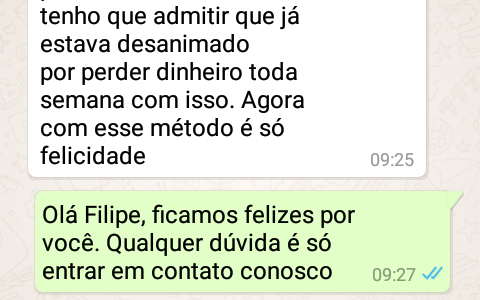 tenho que admitir que já
estava desanimado
por perder dinheiro toda
semana com isso. Agora
com esse método é só
felicidade
09:25
Olá Filipe, ficamos felizes por
você. Qualquer dúvida é só
entrar em contato conosco
09:27